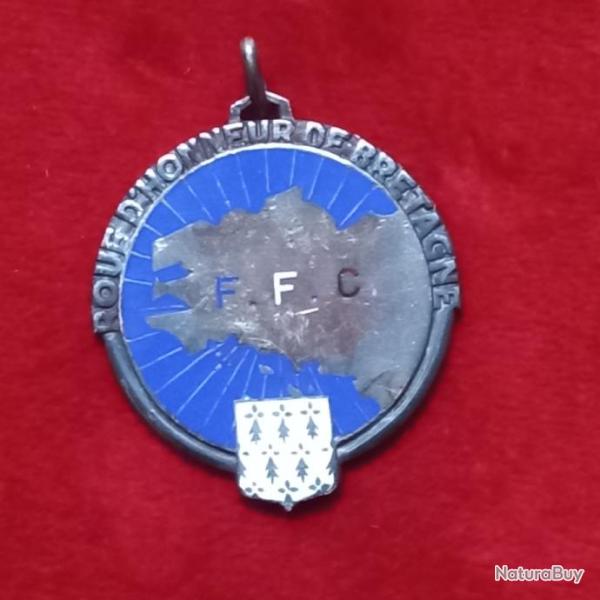 ROUE D'HONNEUR DE BRETAGNE
F.F.C
NaturaBuy